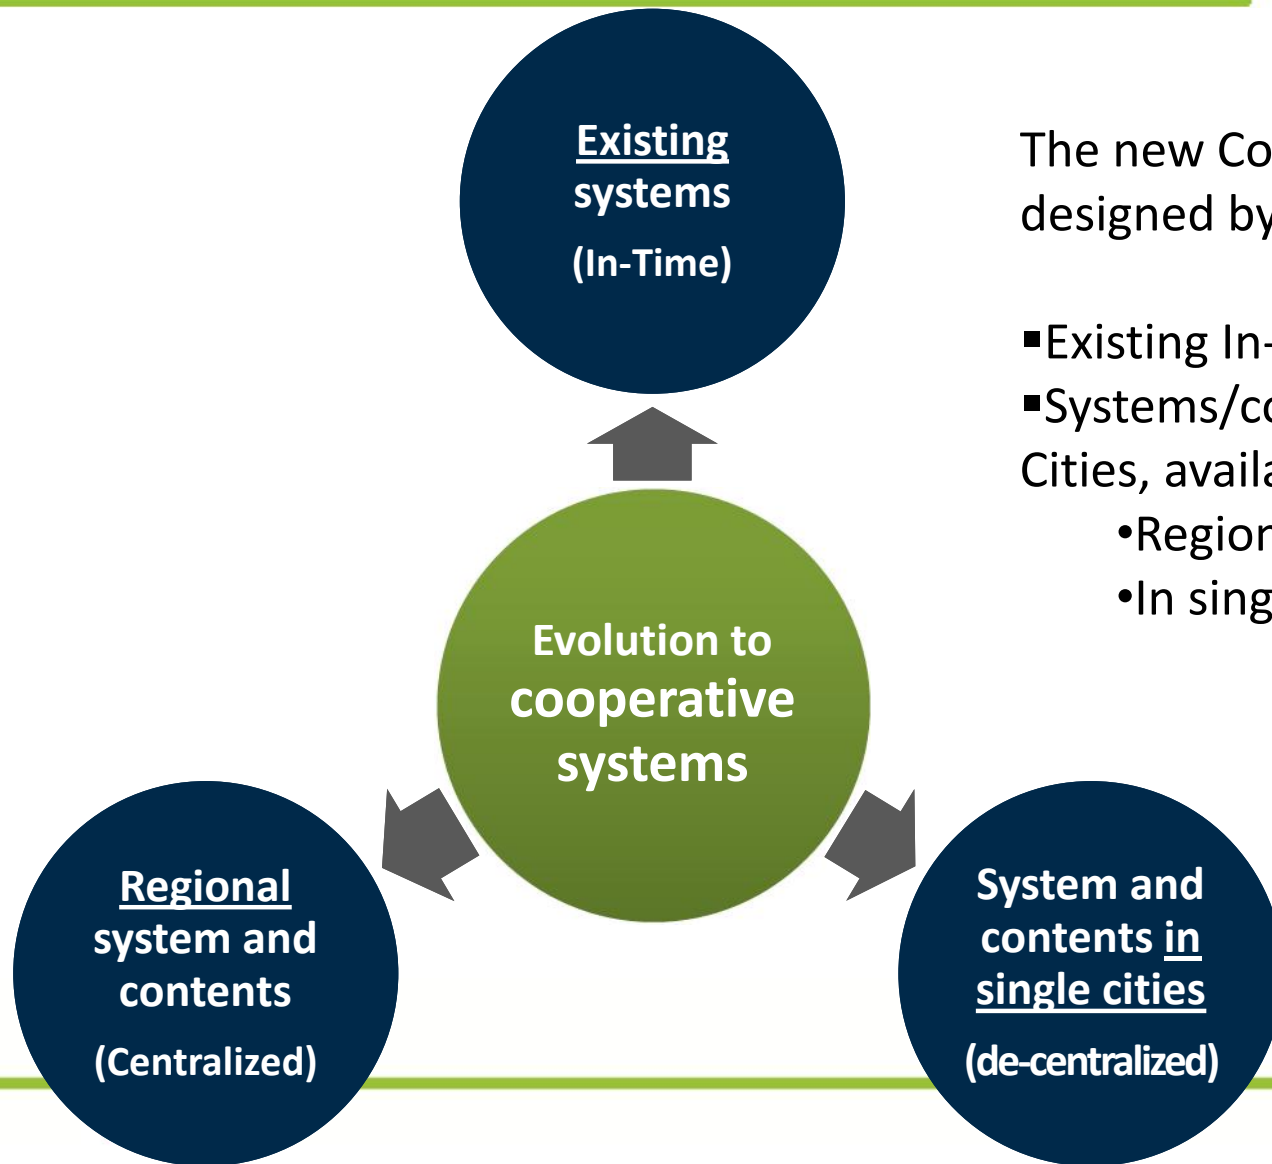 Existing
systems
(In-Time)
The new Co
designed by
▪Existing In-
▪Systems/co
Cities, availa
•Region
•In sing
Evolution to
cooperative
systems
Regional
system and
contents
(Centralized)
System and
contents in
single cities
(de-centralized)